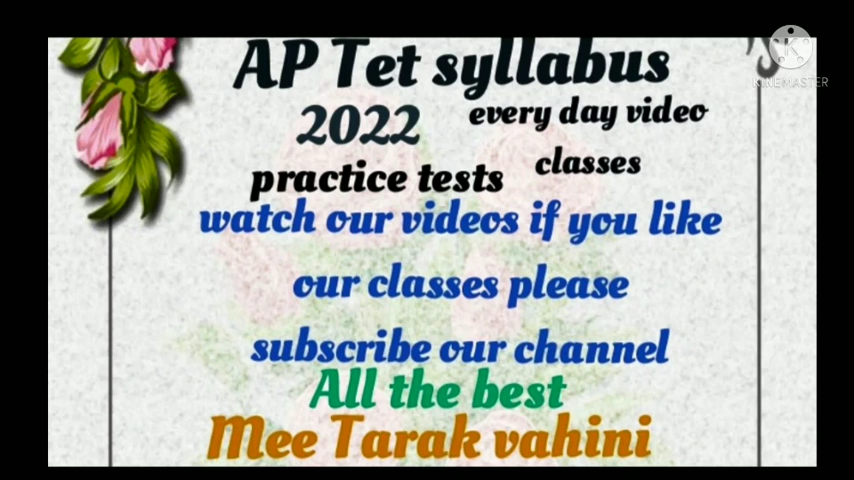 AP Tet syllabus
2022 every day video
practice tests classes
watch our videos if you like
our classes please
subscribe our channel
All the best
Mee Tarak vahini
KINEMASTER